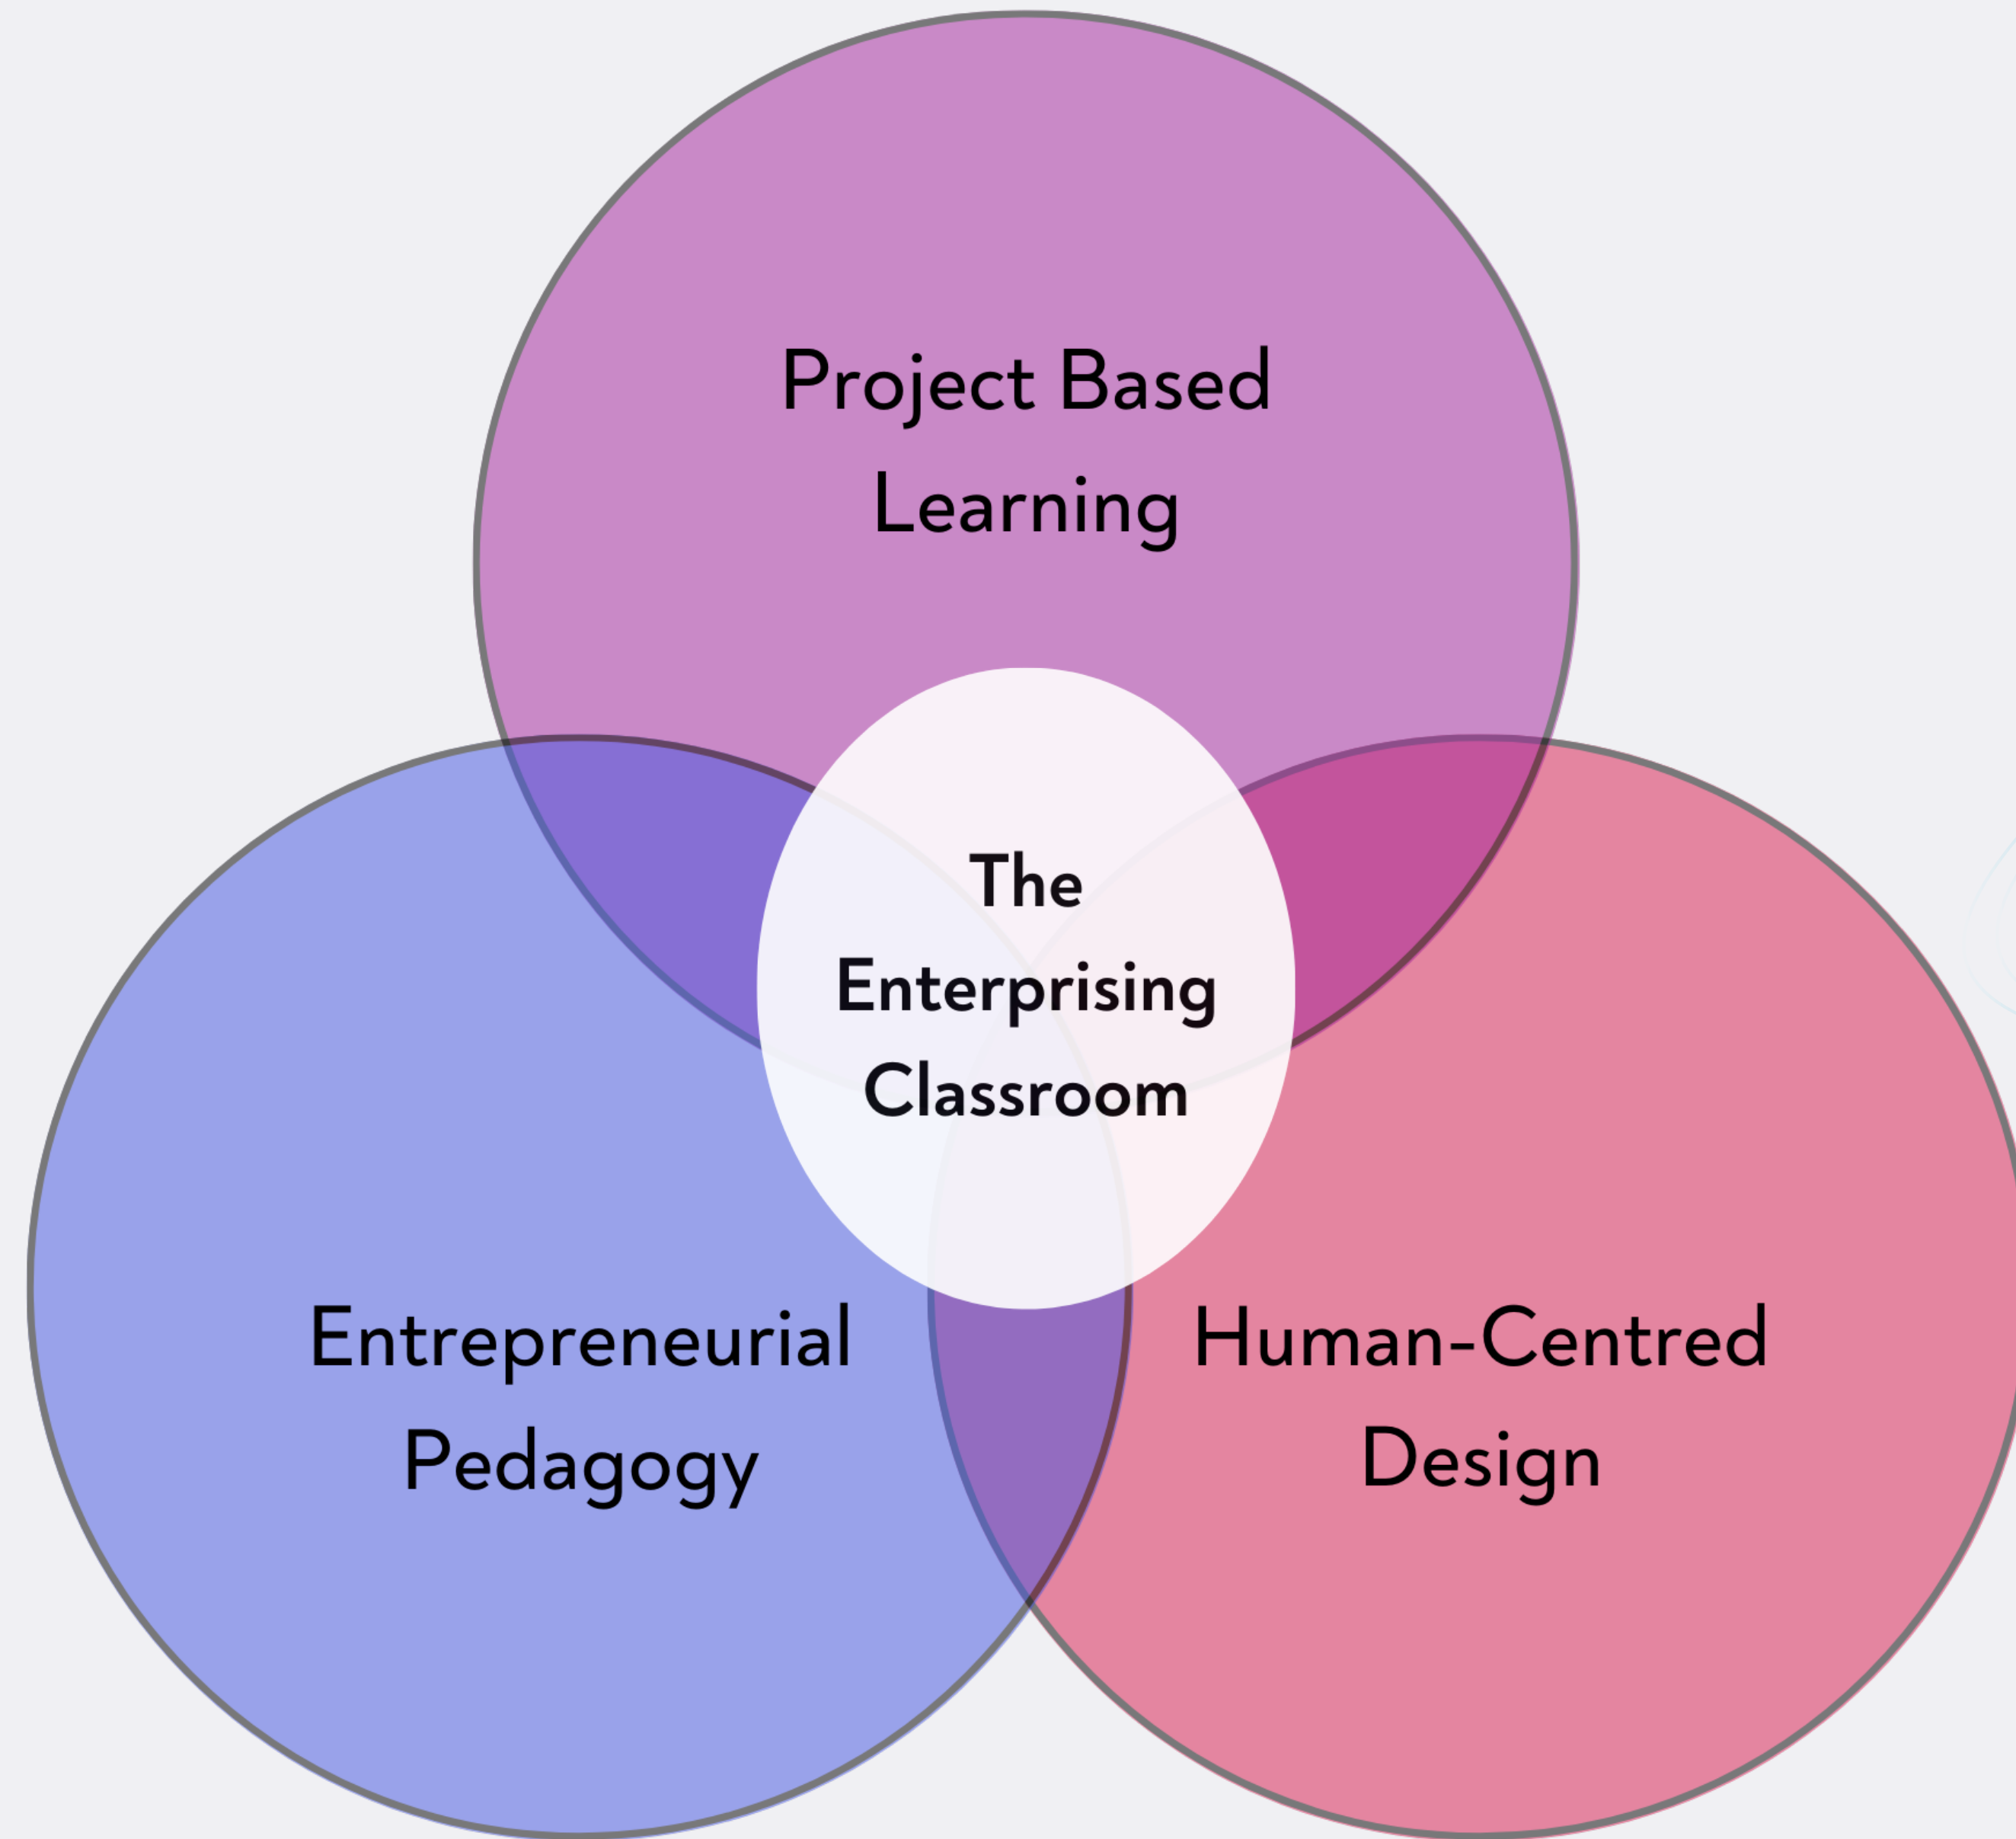 Project Based
Learning
The
Enterprising
Classroom
Entrepreneurial
Pedagogy
Human-Centred
Design